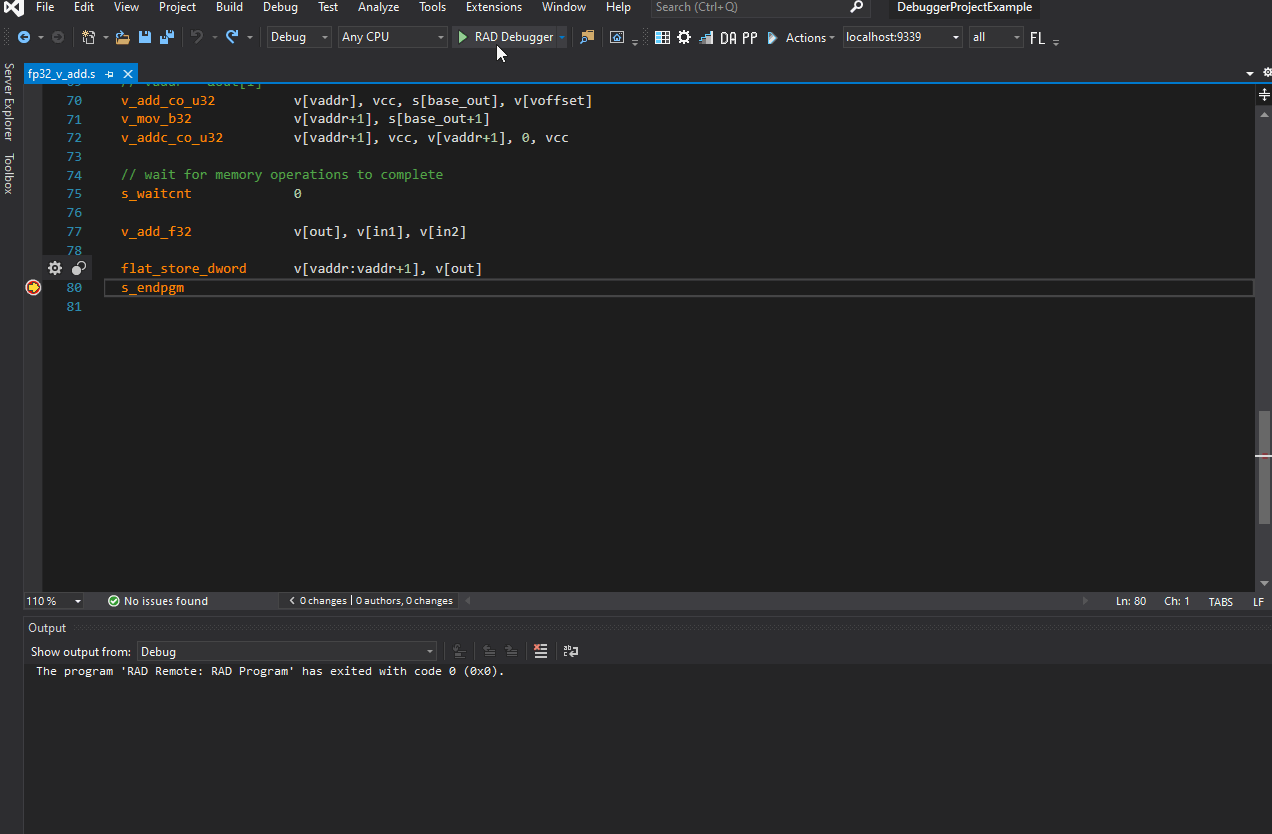 File Edit View Project Build Debug Test Analyze Tools Extensions Window Help Search (Ctrl+Q) DebuggerProjectExample
Debug Any CPU RAD Debugger DA PP Actions localhost:9339 all FL
Server Explorer
Toolbox
fp32_v_add.s
70 v_add_co_u32 v[vaddr], vcc, s[base_out], v[voffset]
71 v_mov_b32 v[vaddr+1], s[base_out+1]
72 v_addc_co_u32 v[vaddr+1], vcc, v[vaddr+1], 0, vcc
73
74 // wait for memory operations to complete
75 s_waitcnt 0
76
77 v_add_f32 v[out], v[in1], v[in2]
78
flat_store_dword v[vaddr:vaddr+1], v[out]
80 s_endpgm
81
110 % No issues found 0 changes | 0 authors, 0 changes Ln: 80 Ch: 1 TABS LF
Output
Show output from: Debug
The program 'RAD Remote: RAD Program' has exited with code 0 (0x0).